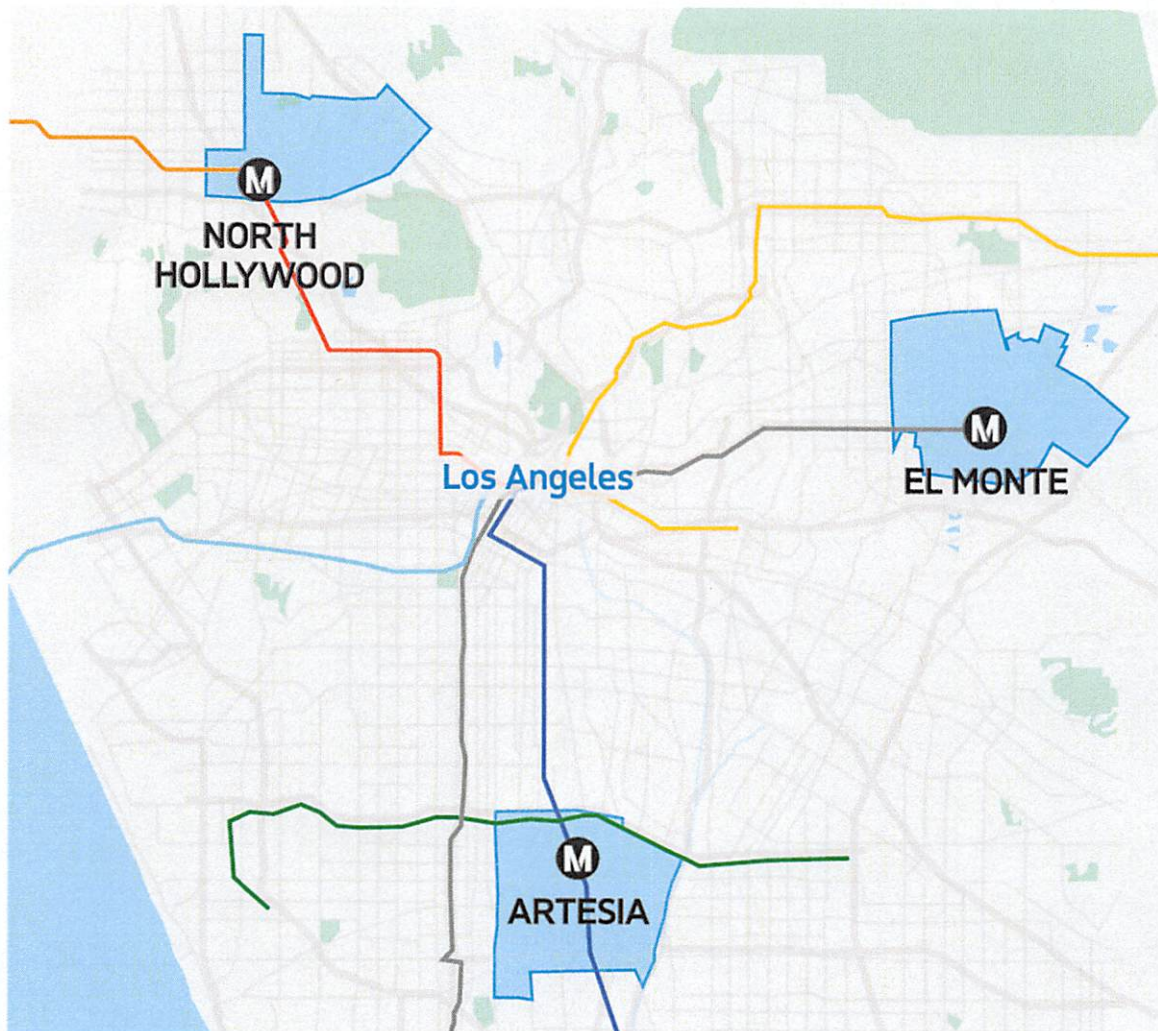 M
NORTH
HOLLYWOOD
Los Angeles
M
EL MONTE
M
ARTESIA